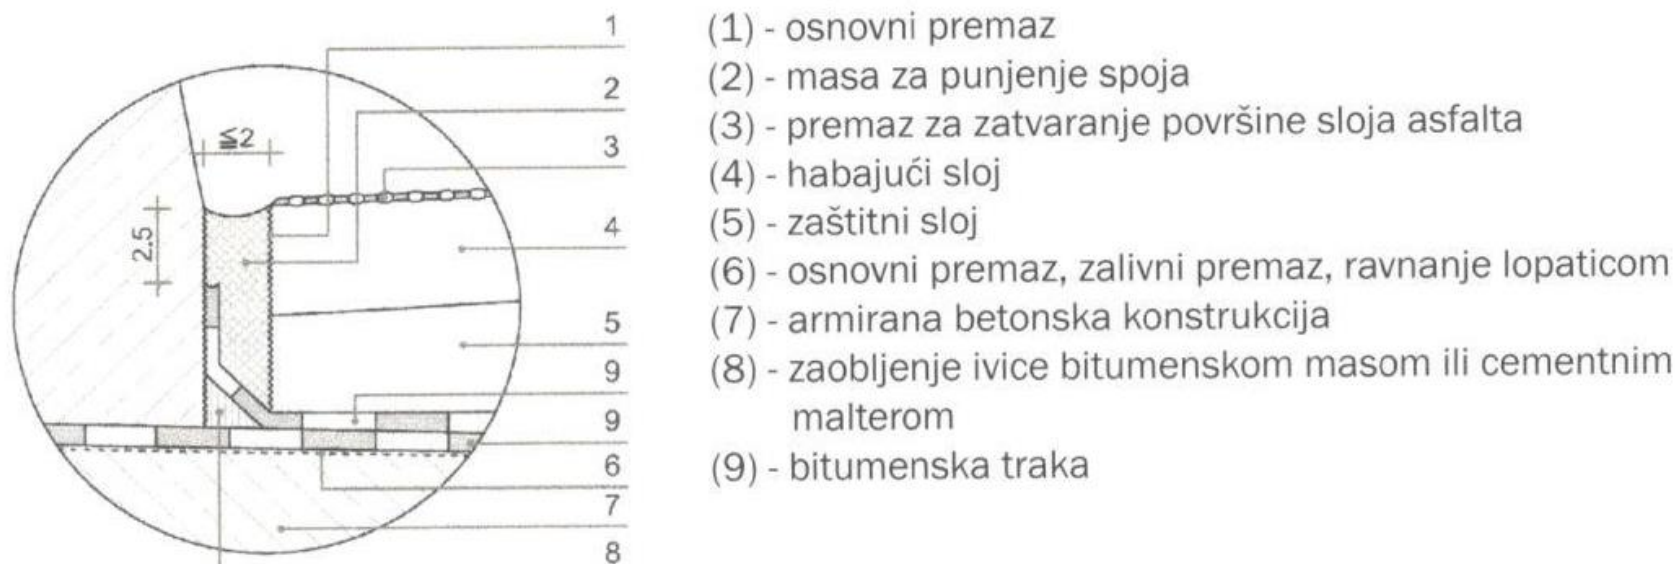 1
2
≦2
3
2.5
4
5
9
9
6
7
8
(1) - osnovni premaz
(2) - masa za punjenje spoja
(3) - premaz za zatvaranje površine sloja asfalta
(4) - habajući sloj
(5) - zaštitni sloj
(6) - osnovni premaz, zalivni premaz, ravnanje lopaticom
(7) - armirana betonska konstrukcija
(8) - zaobljenje ivice bitumenskom masom ili cementnim
malterom
(9) - bitumenska traka